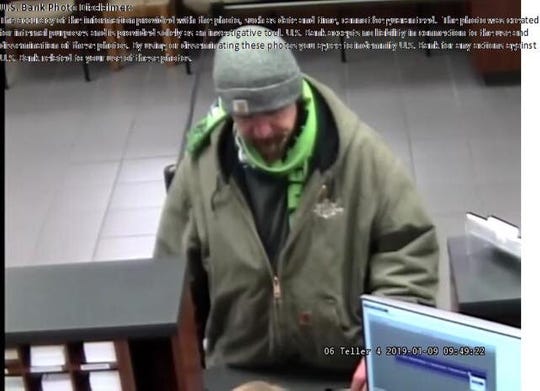 U.S. Bank Photo Disclaimer:
The accuracy of the information provided with the photo, such as date and time, cannot be guaranteed. The photo was created
for internal purposes and is provided solely as an investigative tool. U.S. Bank accepts no liability in connection to the use and
dissemination of these photos. By using or disseminating these photos you agree to indemnify U.S. Bank for any actions against
U.S. Bank related to your use of these photos.
06 Teller 4 2019-01-09 09:49:22